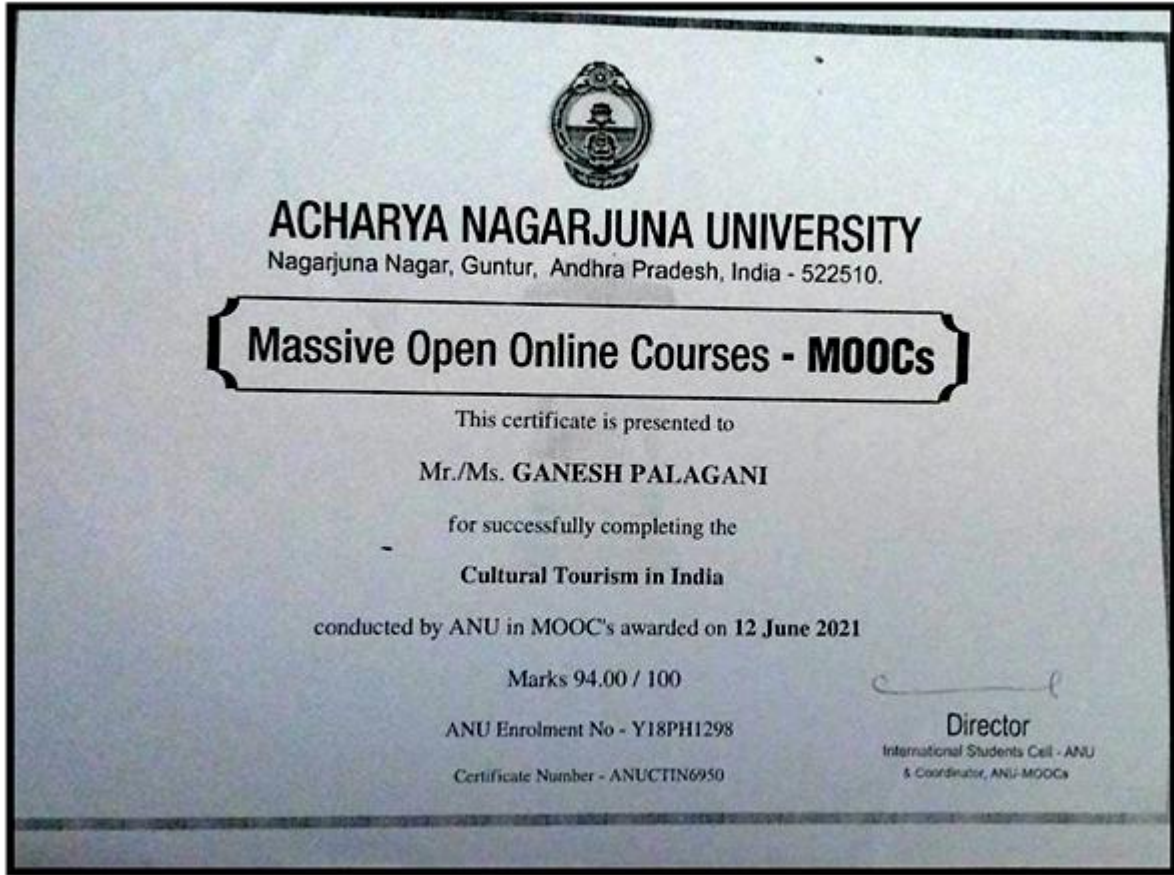 ACHARYA NAGARJUNA UNIVERSITY
Nagarjuna Nagar, Guntur, Andhra Pradesh, India - 522510.
Massive Open Online Courses - MOOCs
This certificate is presented to
Mr./Ms. GANESH PALAGANI
for successfully completing the
Cultural Tourism in India
conducted by ANU in MOOC's awarded on 12 June 2021
Marks 94.00 / 100
ANU Enrolment No - Y18PH1298
Certificate Number - ANUCTIN6950
Director
International Students Cell - ANU
& Coordinator, ANU-MOOCs